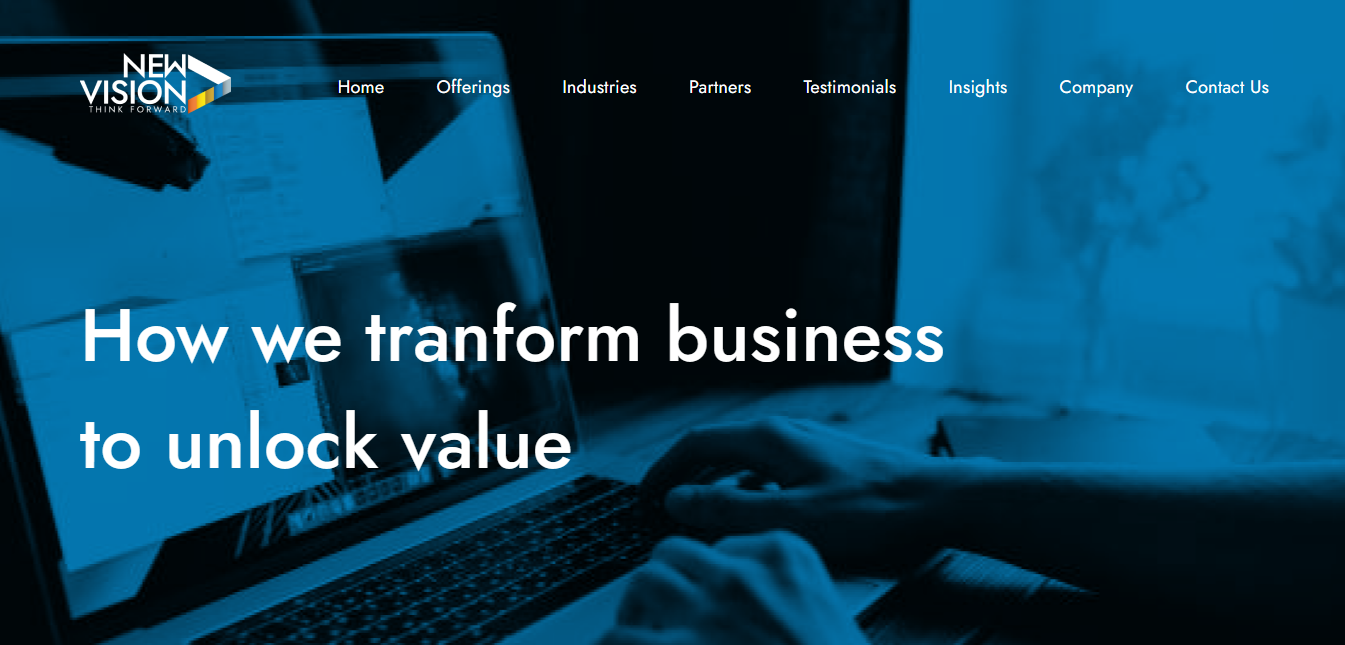 NEW
VISION
THINK FORWARD
Home Offerings Industries Partners Testimonials Insights Company Contact Us
How we tranform business
to unlock value